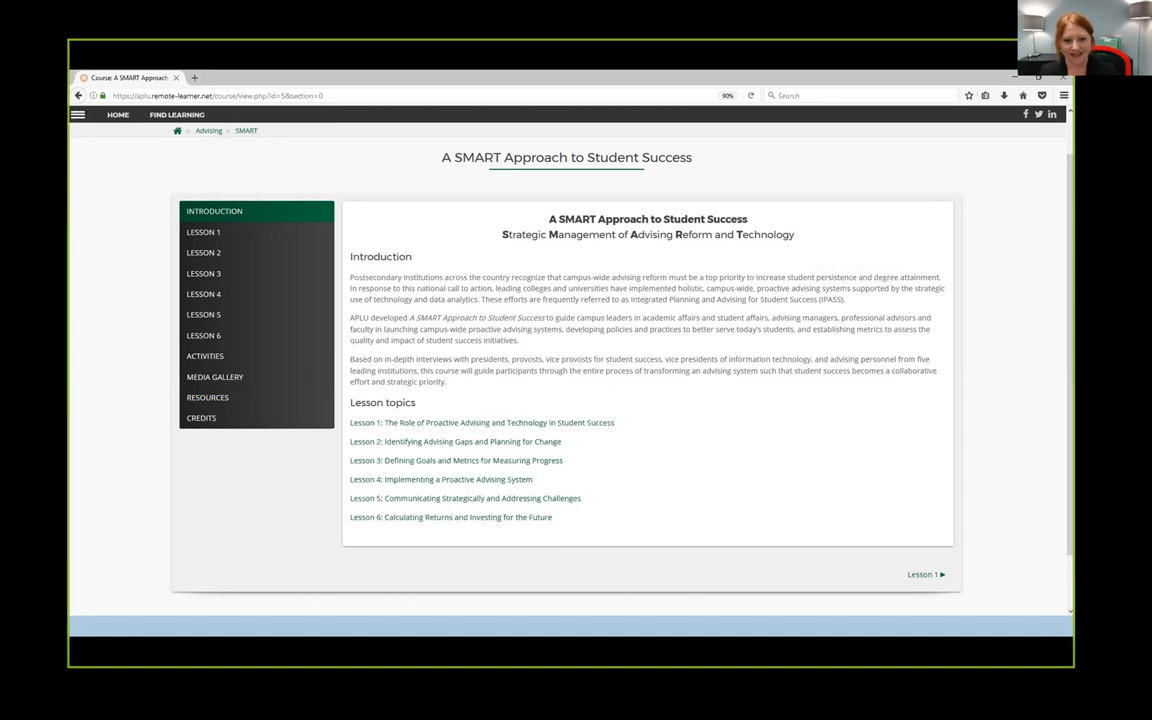 Course: A SMART Approach
https://aplu.remote-learner.net/course/view.php?id=5&section=0
90%
Search
HOME
FIND LEARNING
Advising
SMART
A SMART Approach to Student Success
INTRODUCTION
LESSON 1
LESSON 2
LESSON 3
LESSON 4
LESSON 5
LESSON 6
ACTIVITIES
MEDIA GALLERY
RESOURCES
CREDITS
A SMART Approach to Student Success
Strategic Management of Advising Reform and Technology
Introduction
Postsecondary institutions across the country recognize that campus-wide advising reform must be a top priority to increase student persistence and degree attainment.
In response to this national call to action, leading colleges and universities have implemented holistic, campus-wide, proactive advising systems supported by the strategic
use of technology and data analytics. These efforts are frequently referred to as Integrated Planning and Advising for Student Success (IPASS).
APLU developed A SMART Approach to Student Success to guide campus leaders in academic affairs and student affairs, advising managers, professional advisors and
faculty in launching campus-wide proactive advising systems, developing policies and practices to better serve today's students, and establishing metrics to assess the
quality and impact of student success initiatives.
Based on in-depth interviews with presidents, provosts, vice provosts for student success, vice presidents of information technology, and advising personnel from five
leading institutions, this course will guide participants through the entire process of transforming an advising system such that student success becomes a collaborative
effort and strategic priority.
Lesson topics
Lesson 1: The Role of Proactive Advising and Technology in Student Success
Lesson 2: Identifying Advising Gaps and Planning for Change
Lesson 3: Defining Goals and Metrics for Measuring Progress
Lesson 4: Implementing a Proactive Advising System
Lesson 5: Communicating Strategically and Addressing Challenges
Lesson 6: Calculating Returns and Investing for the Future
Lesson 1